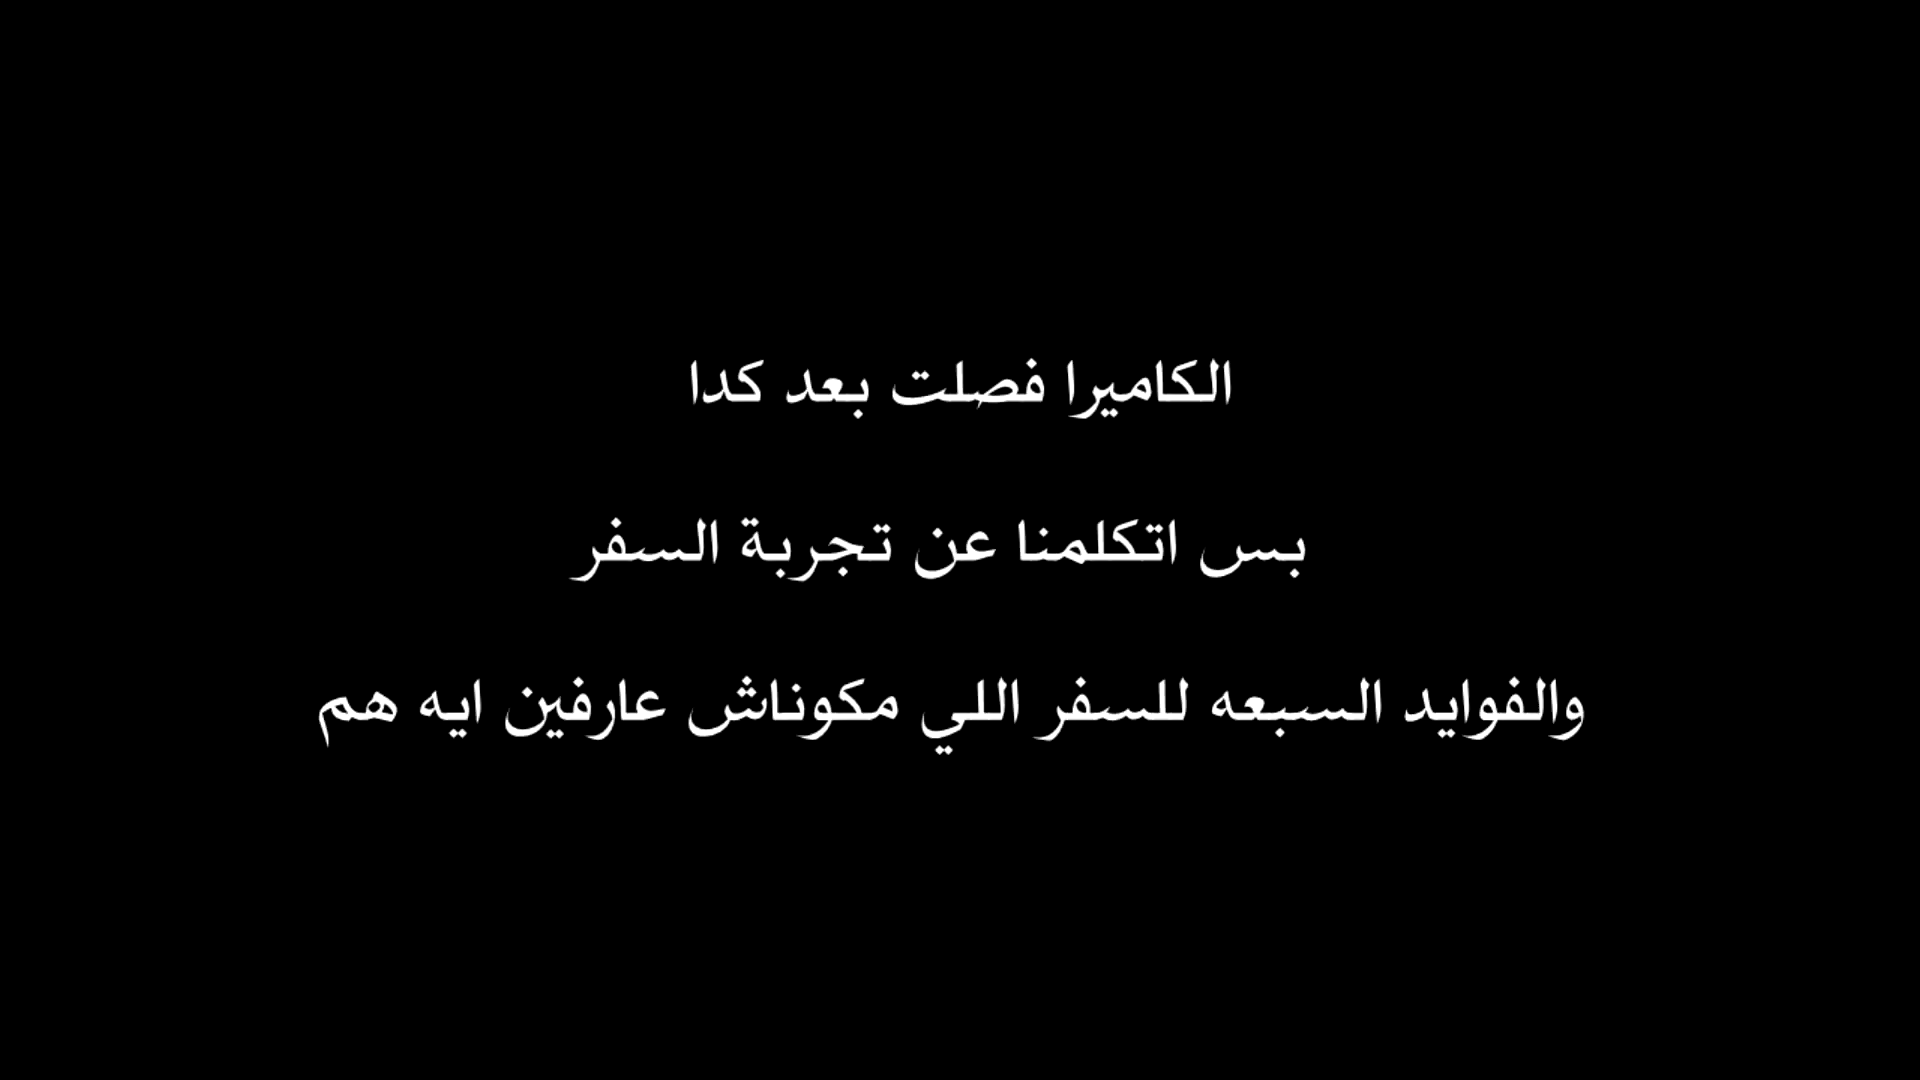 الكاميرا فصلت بعد كدا
بس اتكلمنا عن تجربة السفر
والفوايد السبعه للسفر اللي مكوناش عارفين ايه هم